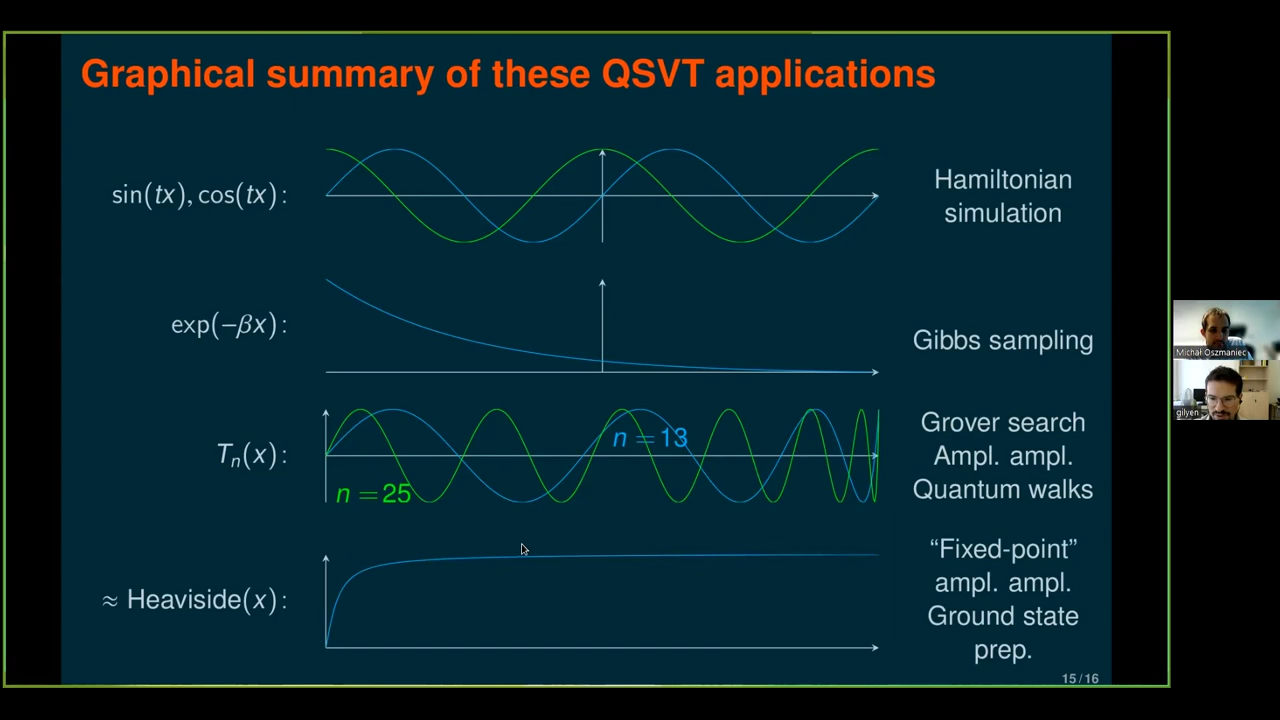 Graphical summary of these QSVT applications
sin(tx), cos(tx):
Hamiltonian
simulation
exp(−βx):
Gibbs sampling
Tₙ(x):
n = 13
n = 25
Grover search
Ampl. ampl.
Quantum walks
≈ Heaviside(x):
“Fixed-point”
ampl. ampl.
Ground state
prep.
15 / 16
Michał Oszmaniec
gilyen